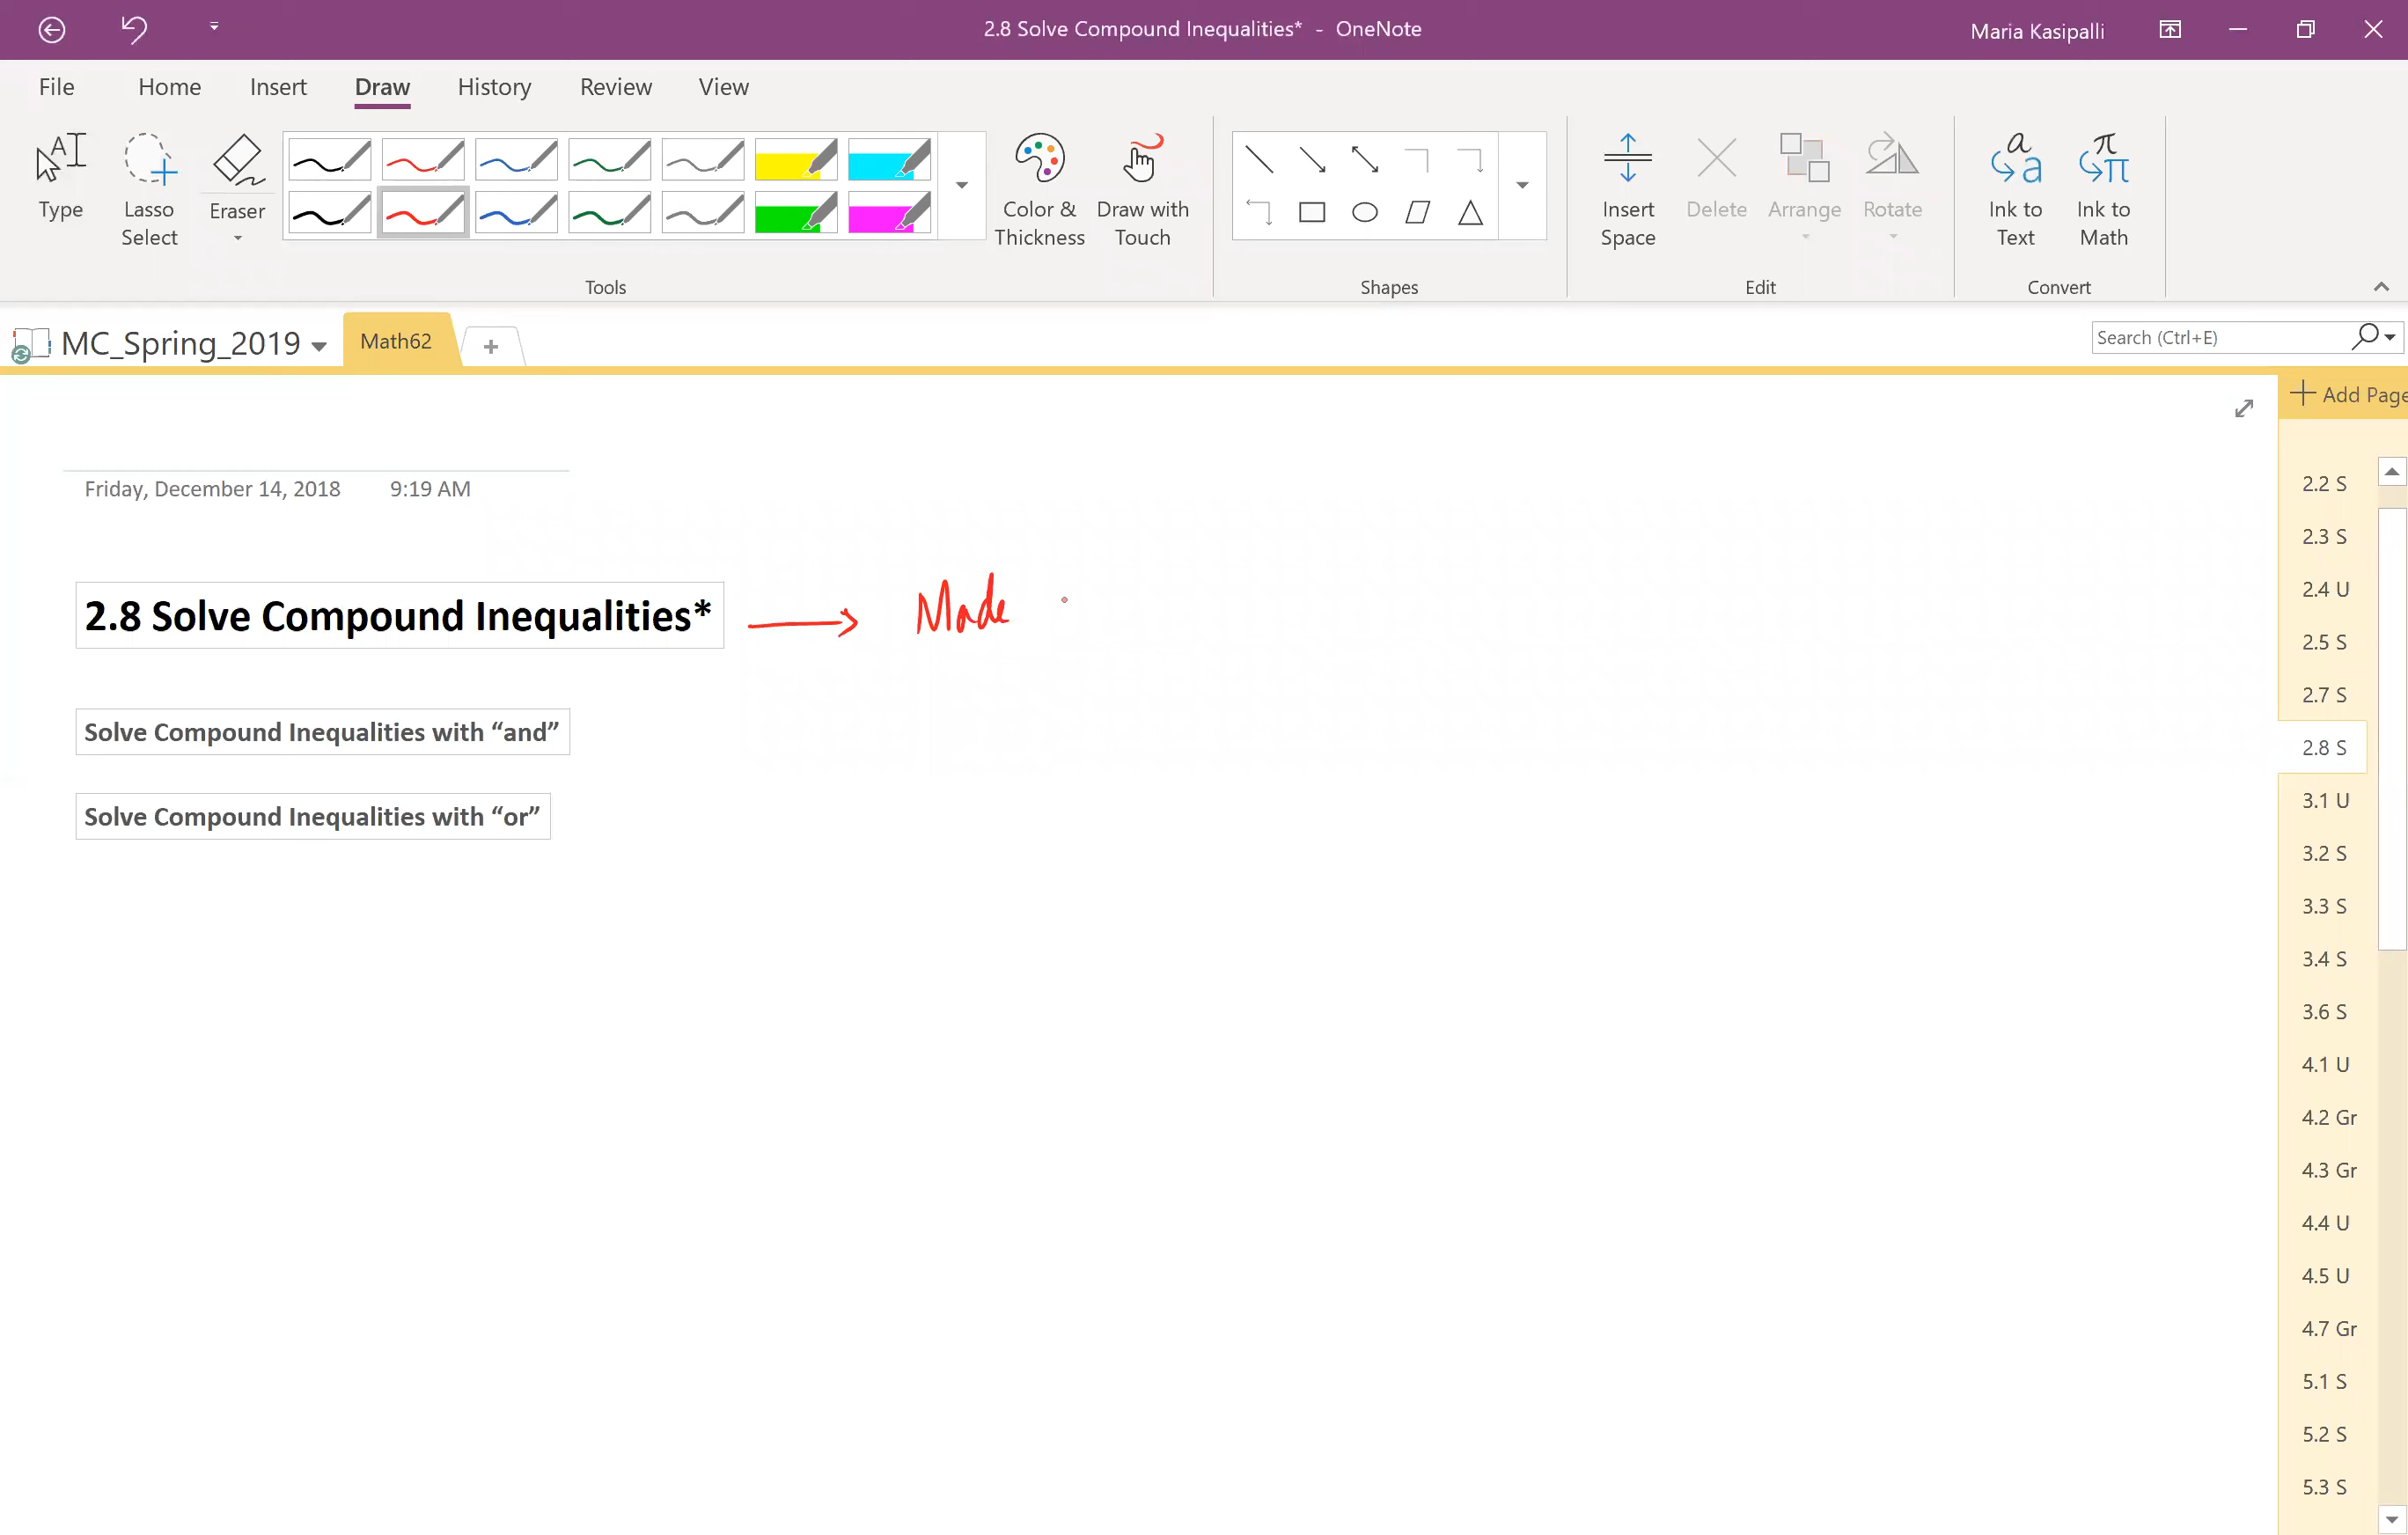 2.8 Solve Compound Inequalities* - OneNote
Maria Kasipalli
File Home Insert Draw History Review View
Type
Lasso Select
Eraser
Color & Thickness
Draw with Touch
Insert Space
Delete
Arrange
Rotate
Ink to Text
Ink to Math
Tools
Shapes
Edit
Convert
MC_Spring_2019
Math62
Search (Ctrl+E)
Add Page
Friday, December 14, 2018 9:19 AM
2.8 Solve Compound Inequalities*
Made
Solve Compound Inequalities with “and”
Solve Compound Inequalities with “or”
2.2 S
2.3 S
2.4 U
2.5 S
2.7 S
2.8 S
3.1 U
3.2 S
3.3 S
3.4 S
3.6 S
4.1 U
4.2 Gr
4.3 Gr
4.4 U
4.5 U
4.7 Gr
5.1 S
5.2 S
5.3 S